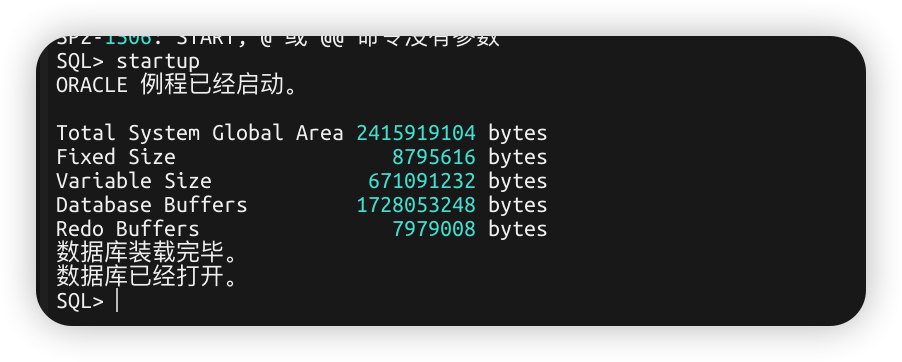 SP2-1506: START, @ 或 @@ 命令没有参数
SQL> startup
ORACLE 例程已经启动。
Total System Global Area 2415919104 bytes
Fixed Size 8795616 bytes
Variable Size 671091232 bytes
Database Buffers 1728053248 bytes
Redo Buffers 7979008 bytes
数据库装载完毕。
数据库已经打开。
SQL>